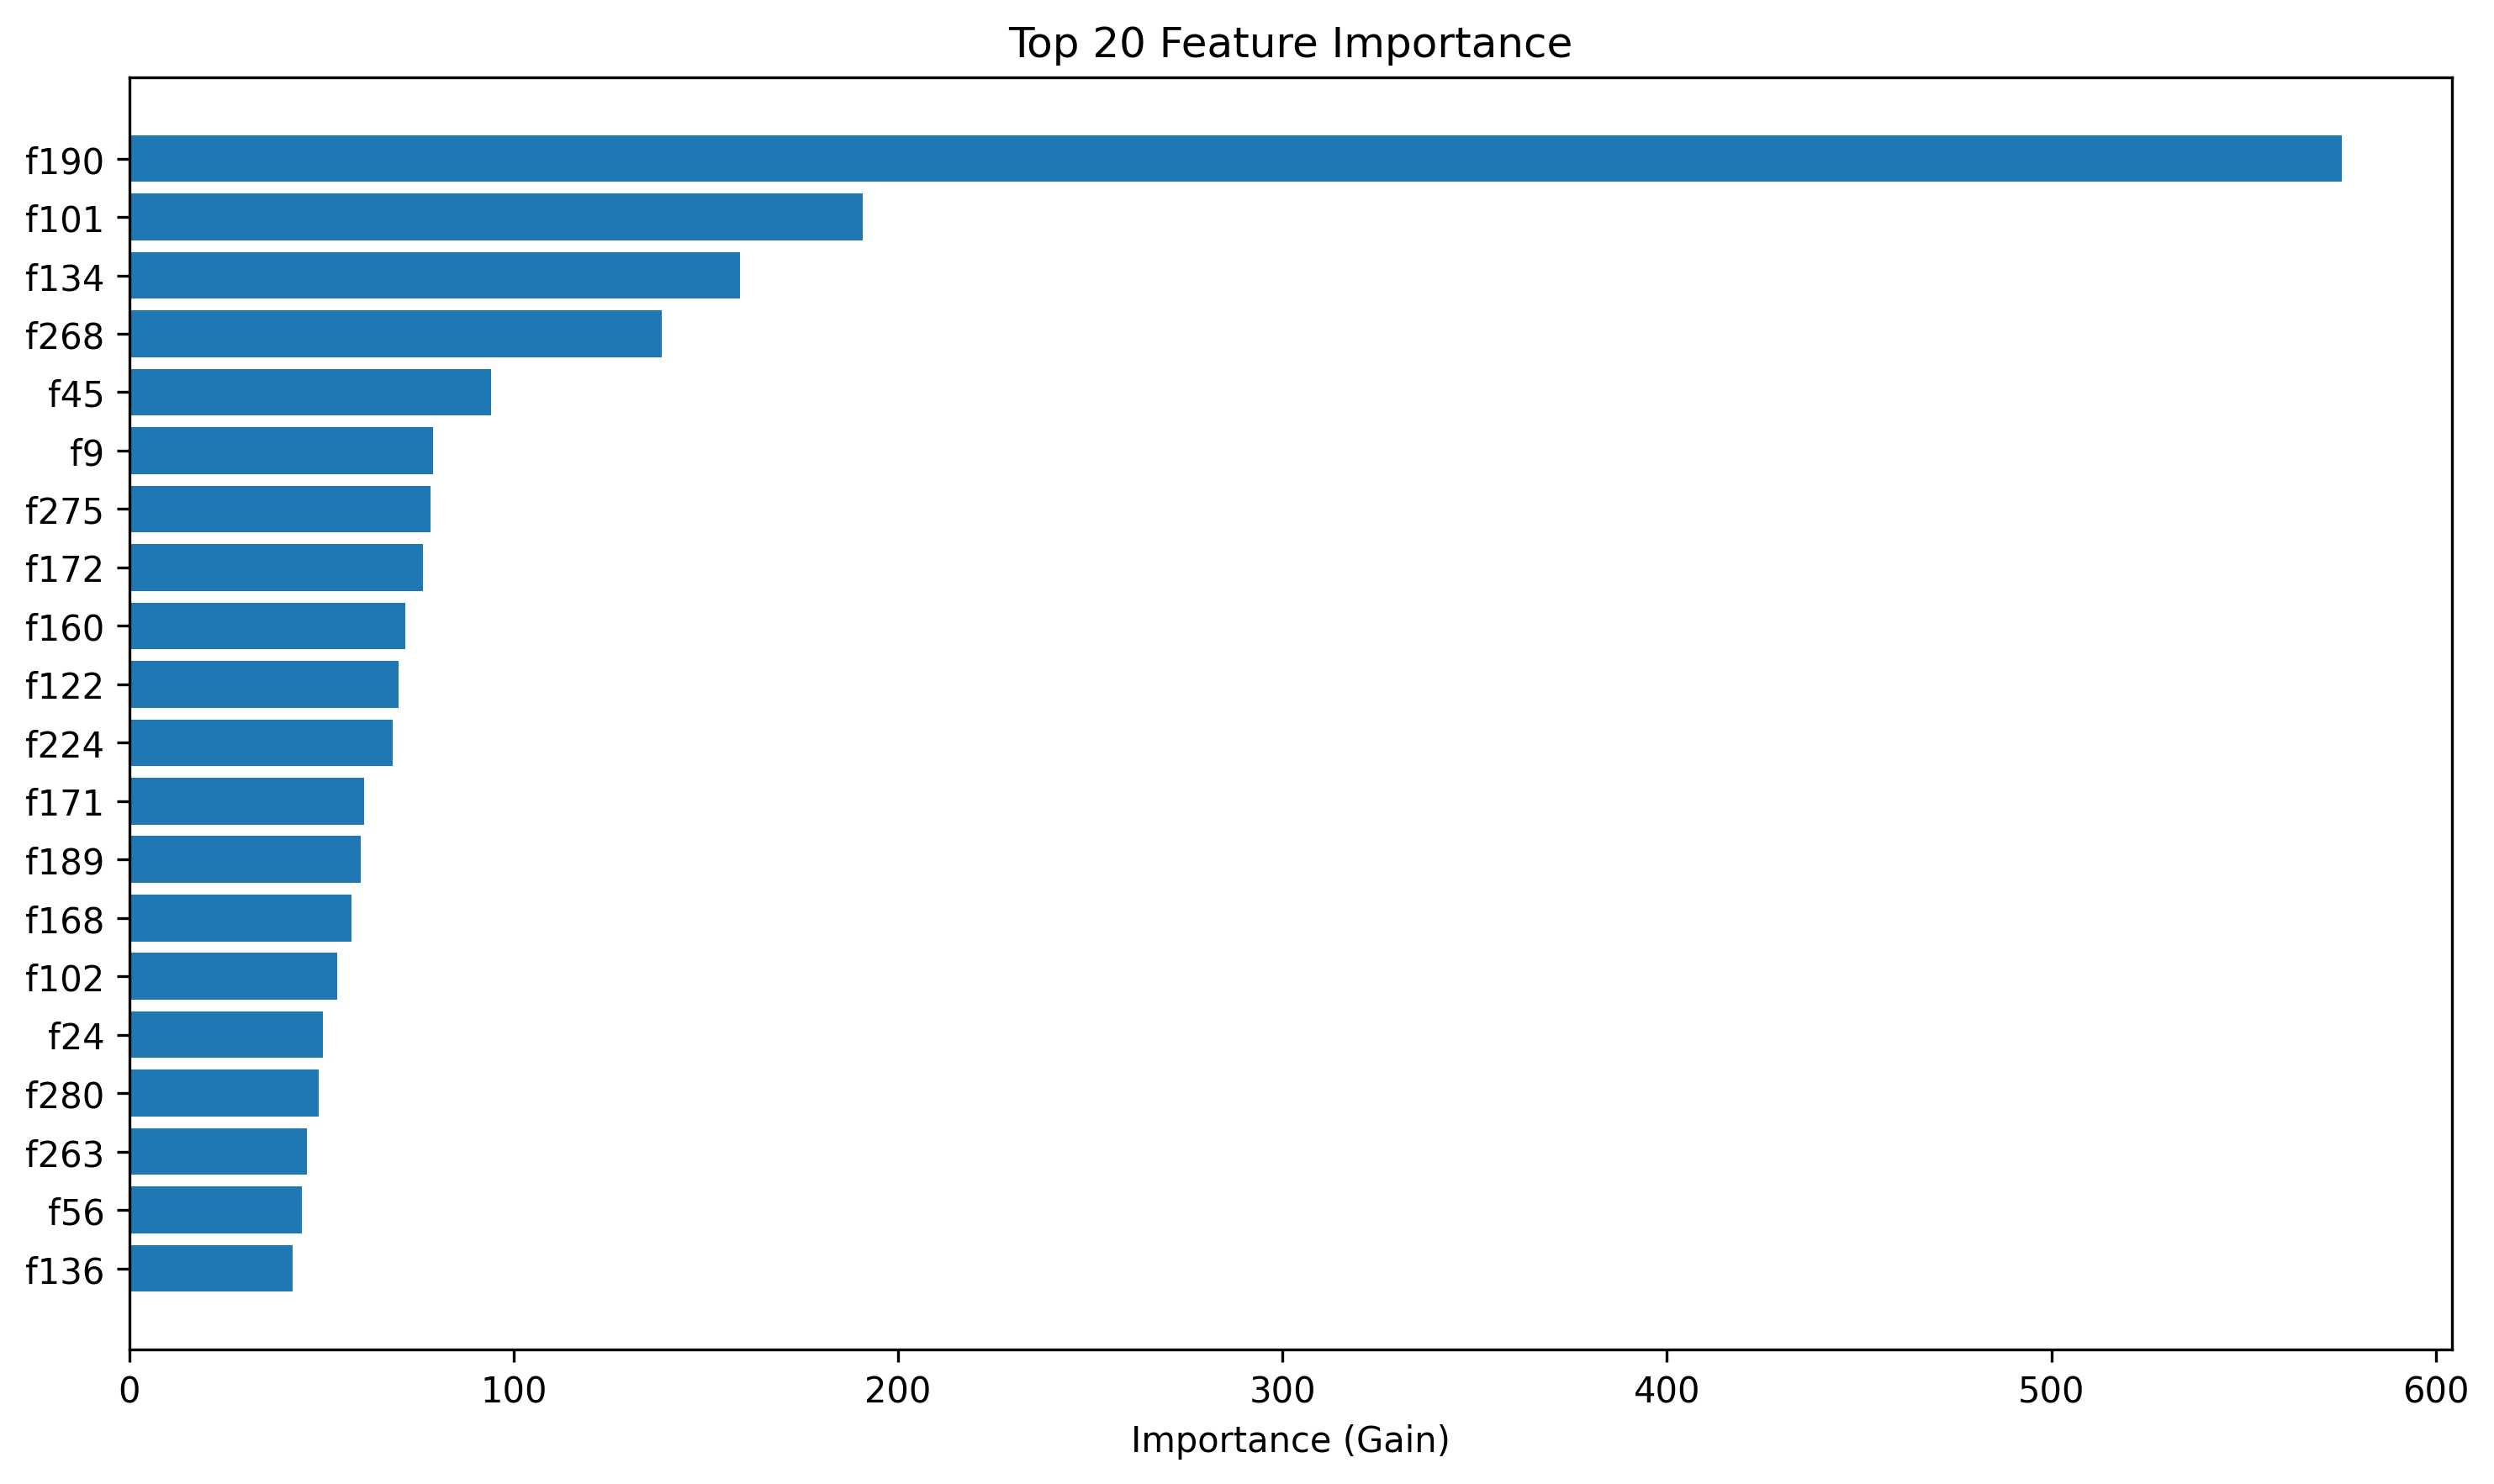 Top 20 Feature Importance
f190
f101
f134
f268
f45
f9
f275
f172
f160
f122
f224
f171
f189
f168
f102
f24
f280
f263
f56
f136
0 100 200 300 400 500 600
Importance (Gain)